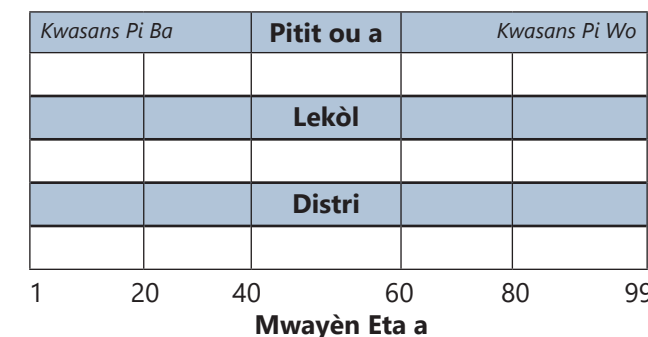 Kwasans Pi Ba Pitit ou a Kwasans Pi Wo
Lekòl
Distri
1 20 40 60 80 99
Mwayèn Eta a